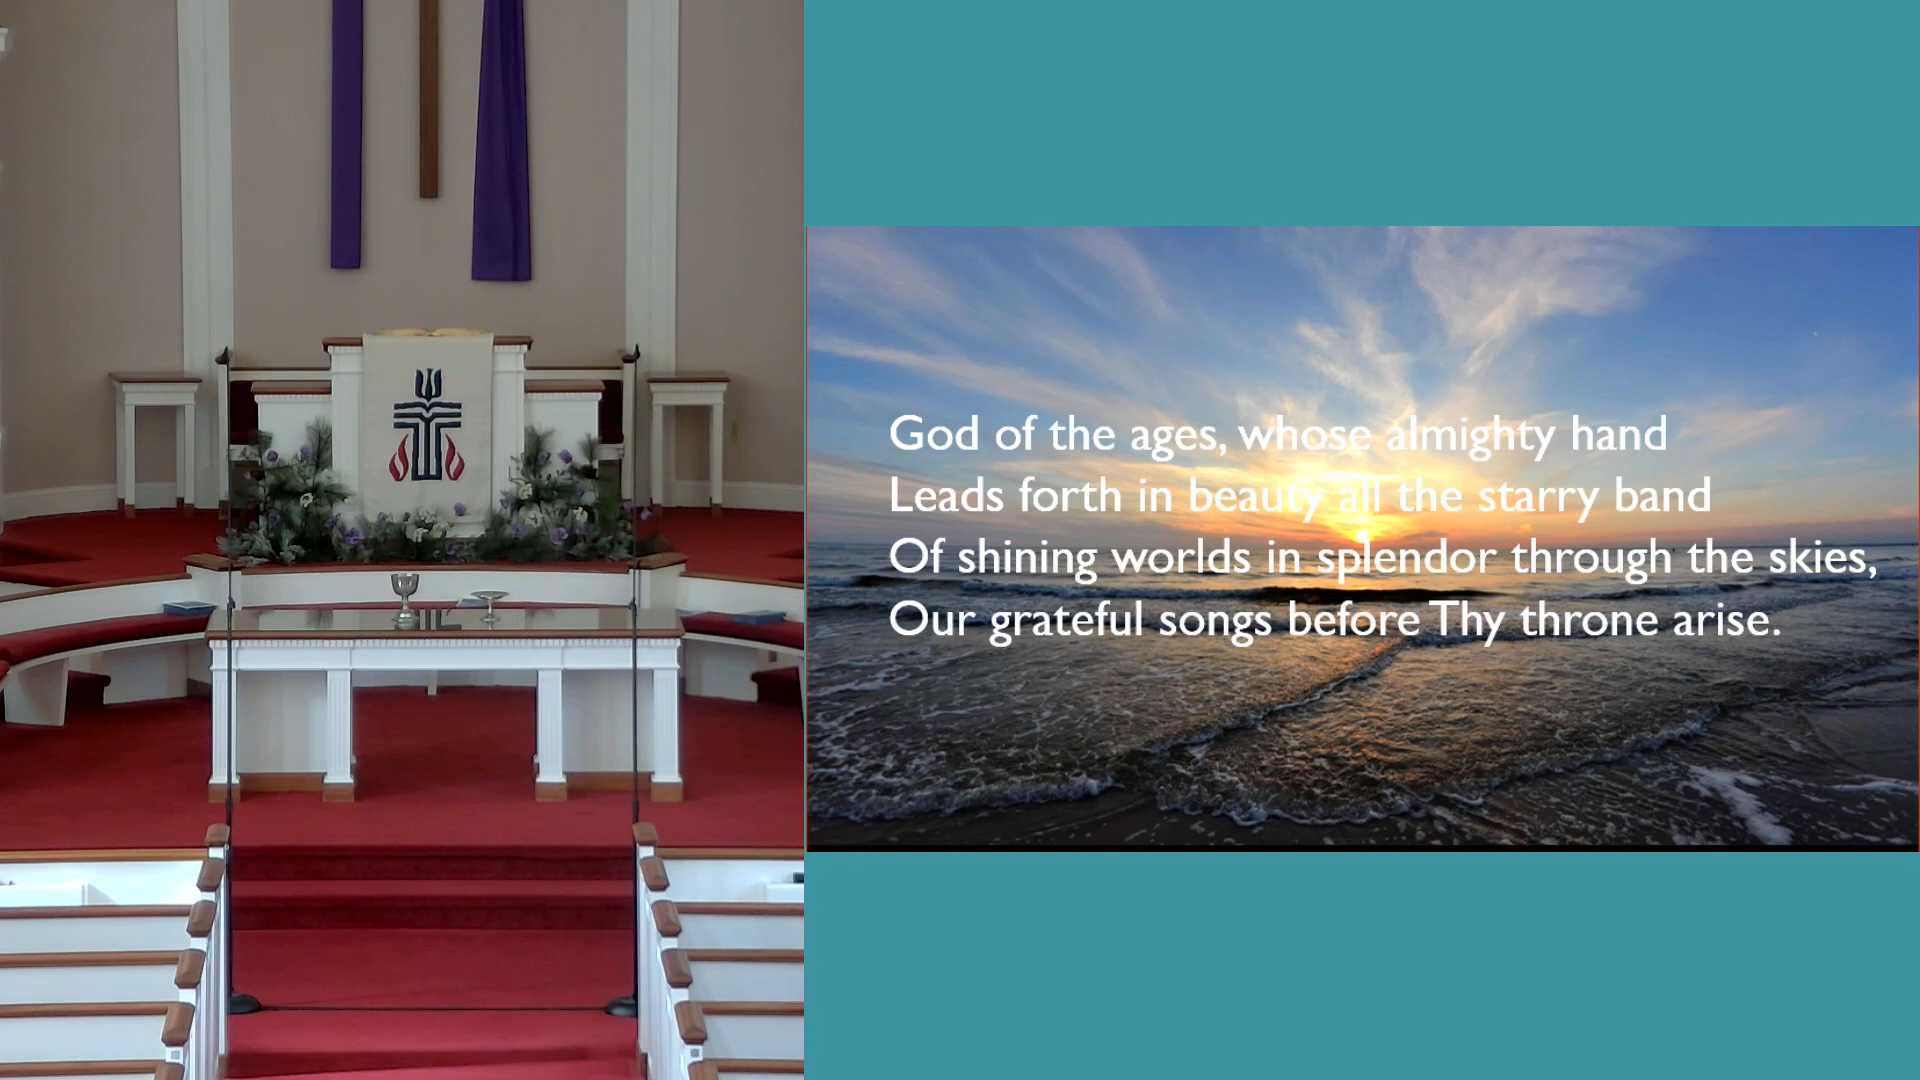 God of the ages, whose almighty hand
Leads forth in beauty all the starry band
Of shining worlds in splendor through the skies,
Our grateful songs before Thy throne arise.